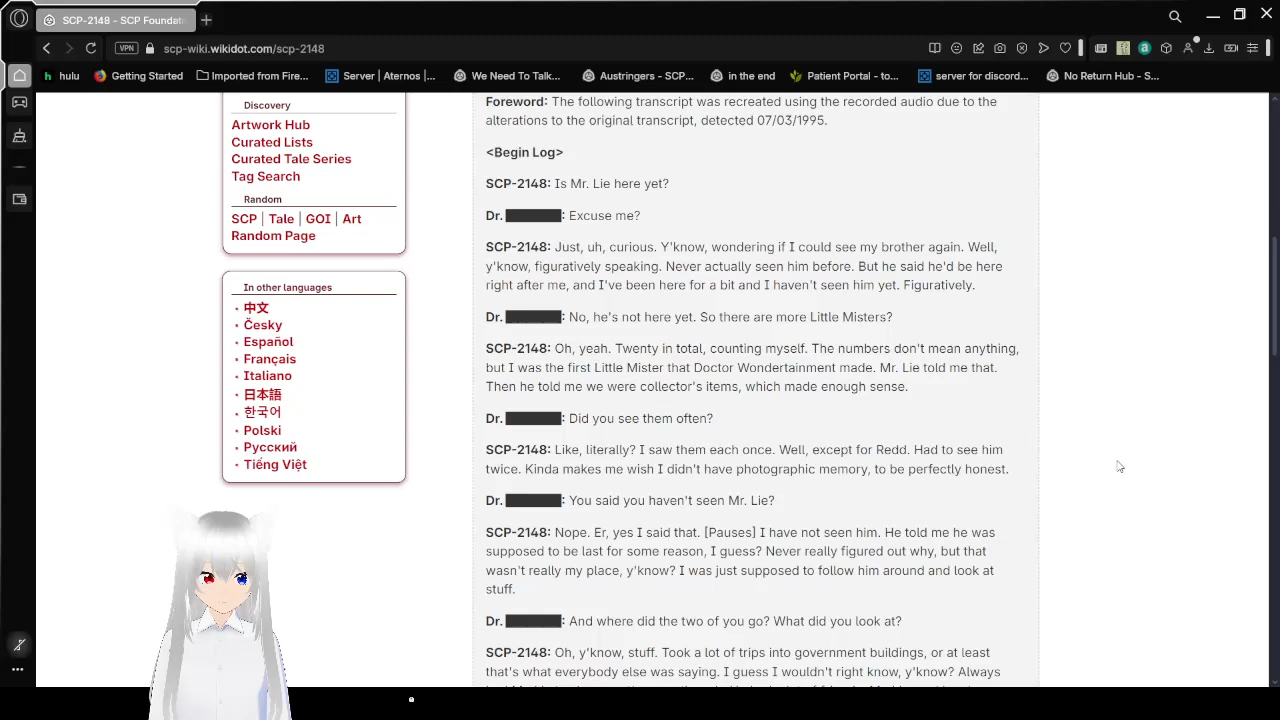 SCP-2148 - SCP Foundati
scp-wiki.wikidot.com/scp-2148
VPN
hulu
Getting Started
Imported from Fire...
Server | Aternos |...
We Need To Talk...
Austringers - SCP...
in the end
Patient Portal - to...
server for discord...
No Return Hub - S...
Discovery
Artwork Hub
Curated Lists
Curated Tale Series
Tag Search
Random
SCP | Tale | GOI | Art
Random Page
In other languages
中文
Česky
Español
Français
Italiano
日本語
한국어
Polski
Русский
Tiếng Việt
Foreword: The following transcript was recreated using the recorded audio due to the
alterations to the original transcript, detected 07/03/1995.
<Begin Log>
SCP-2148: Is Mr. Lie here yet?
Dr. : Excuse me?
SCP-2148: Just, uh, curious. Y'know, wondering if I could see my brother again. Well,
y'know, figuratively speaking. Never actually seen him before. But he said he'd be here
right after me, and I've been here for a bit and I haven't seen him yet. Figuratively.
Dr. : No, he's not here yet. So there are more Little Misters?
SCP-2148: Oh, yeah. Twenty in total, counting myself. The numbers don't mean anything,
but I was the first Little Mister that Doctor Wondertainment made. Mr. Lie told me that.
Then he told me we were collector's items, which made enough sense.
Dr. : Did you see them often?
SCP-2148: Like, literally? I saw them each once. Well, except for Redd. Had to see him
twice. Kinda makes me wish I didn't have photographic memory, to be perfectly honest.
Dr. : You said you haven't seen Mr. Lie?
SCP-2148: Nope. Er, yes I said that. [Pauses] I have not seen him. He told me he was
supposed to be last for some reason, I guess? Never really figured out why, but that
wasn't really my place, y'know? I was just supposed to follow him around and look at
stuff.
Dr. : And where did the two of you go? What did you look at?
SCP-2148: Oh, y'know, stuff. Took a lot of trips into government buildings, or at least
that's what everybody else was saying. I guess I wouldn't right know, y'know? Always